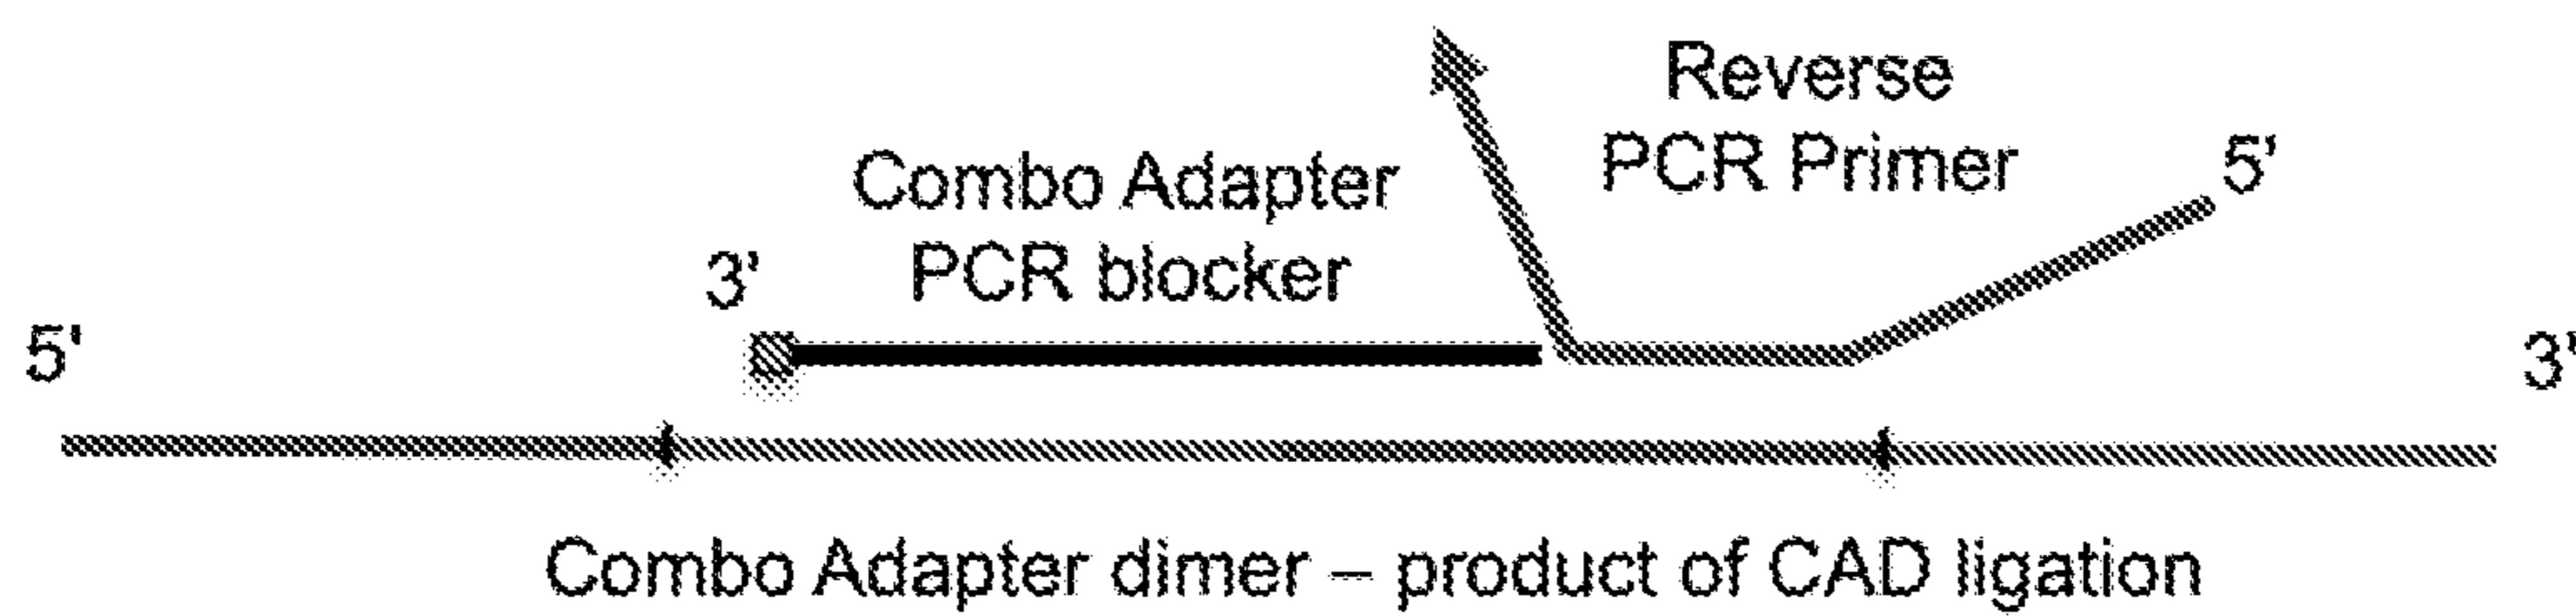 Reverse
PCR Primer
5'
Combo Adapter
PCR blocker
3'
5'
3'
Combo Adapter dimer – product of CAD ligation